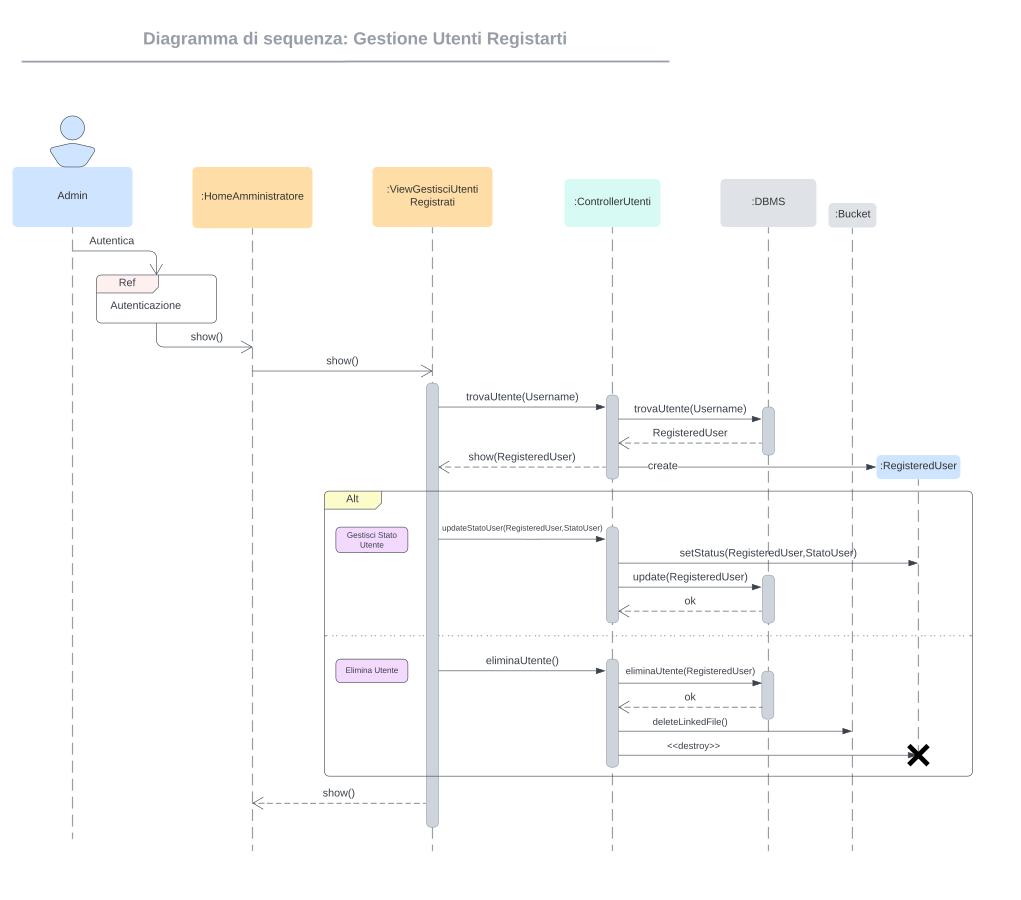 Diagramma di sequenza: Gestione Utenti Registarti
Admin
:HomeAmministratore
:ViewGestisciUtenti
Registrati
:ControllerUtenti
:DBMS
:Bucket
Autentica
Ref
Autenticazione
show()
show()
trovaUtente(Username)
trovaUtente(Username)
RegisteredUser
show(RegisteredUser)
create
:RegisteredUser
Alt
Gestisci Stato
Utente
updateStatoUser(RegisteredUser,StatoUser)
setStatus(RegisteredUser,StatoUser)
update(RegisteredUser)
ok
Elimina Utente
eliminaUtente()
eliminaUtente(RegisteredUser)
ok
deleteLinkedFile()
<<destroy>>
show()